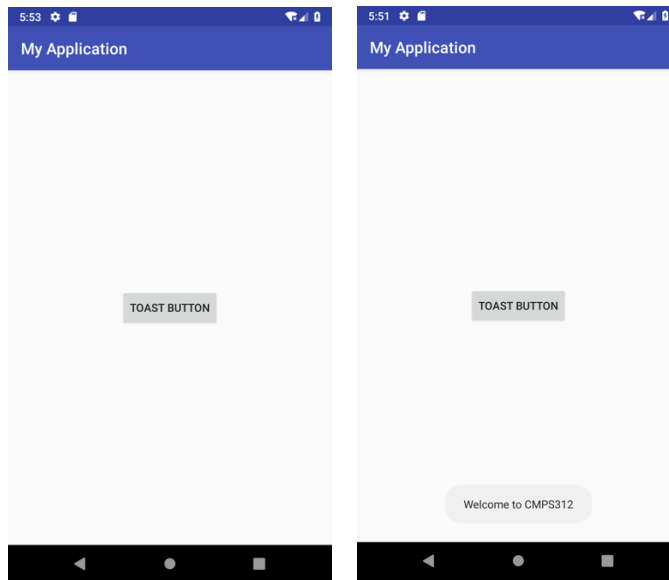 5:53
My Application
TOAST BUTTON
5:51
My Application
TOAST BUTTON
Welcome to CMPS312